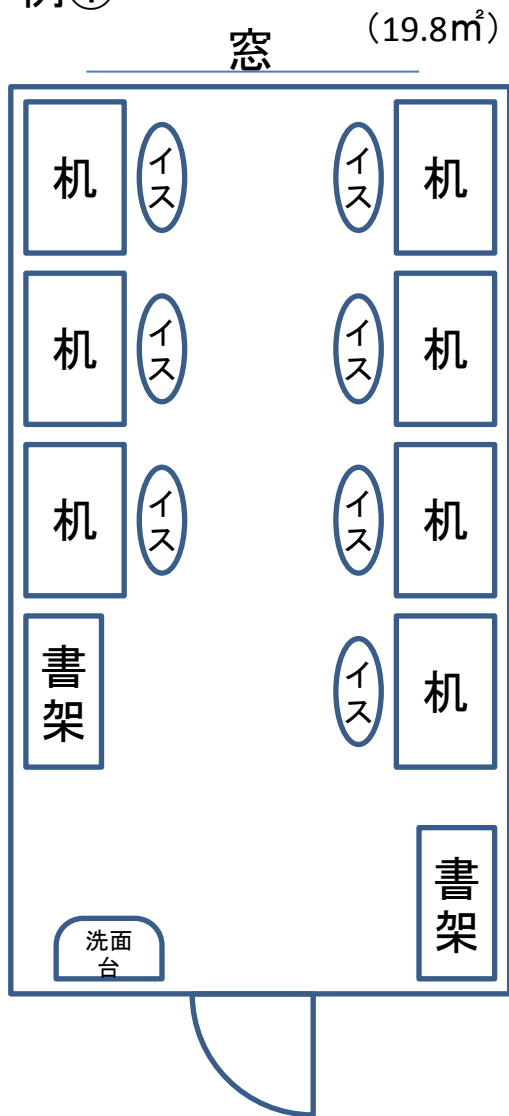 (19.8㎡)
窓
机 イス イス 机
机 イス イス 机
机 イス イス 机
書架 イス 机
書架
洗面
台